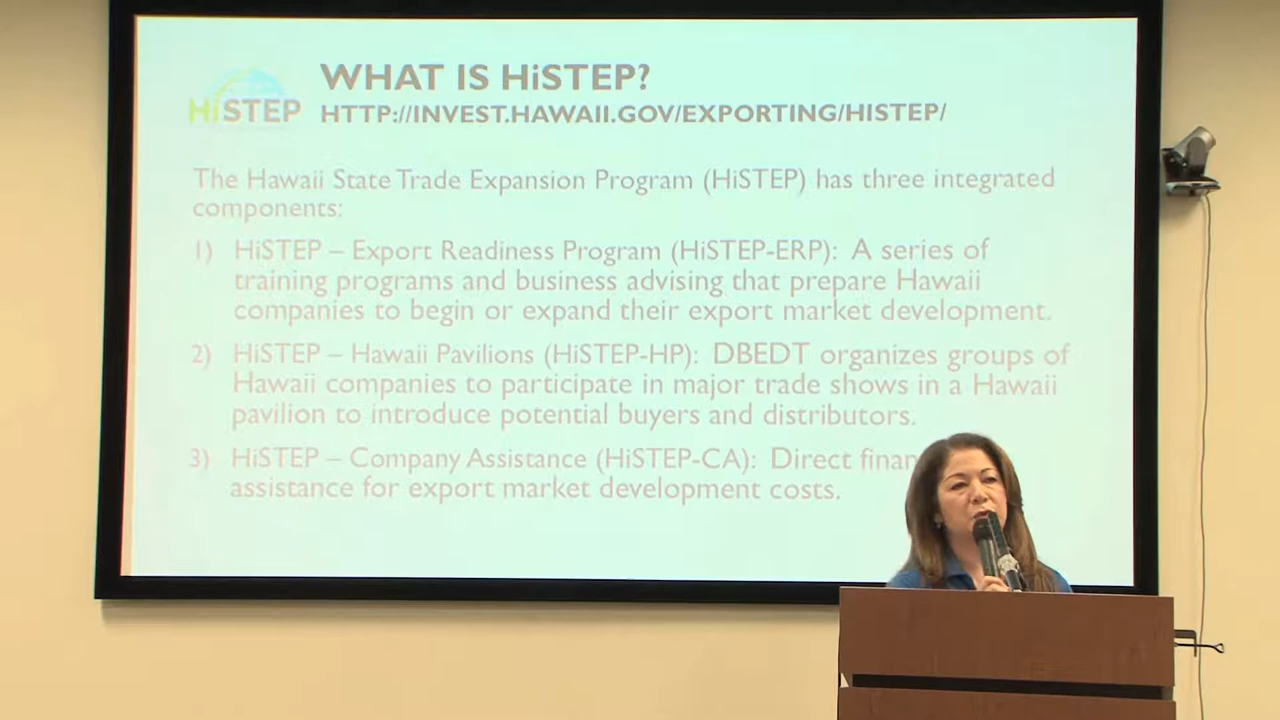 HiSTEP
WHAT IS HiSTEP?
HTTP://INVEST.HAWAII.GOV/EXPORTING/HISTEP/
The Hawaii State Trade Expansion Program (HiSTEP) has three integrated
components:
1) HiSTEP – Export Readiness Program (HiSTEP-ERP): A series of
training programs and business advising that prepare Hawaii
companies to begin or expand their export market development.
2) HiSTEP – Hawaii Pavilions (HiSTEP-HP): DBEDT organizes groups of
Hawaii companies to participate in major trade shows in a Hawaii
pavilion to introduce potential buyers and distributors.
3) HiSTEP – Company Assistance (HiSTEP-CA): Direct finan
assistance for export market development costs.